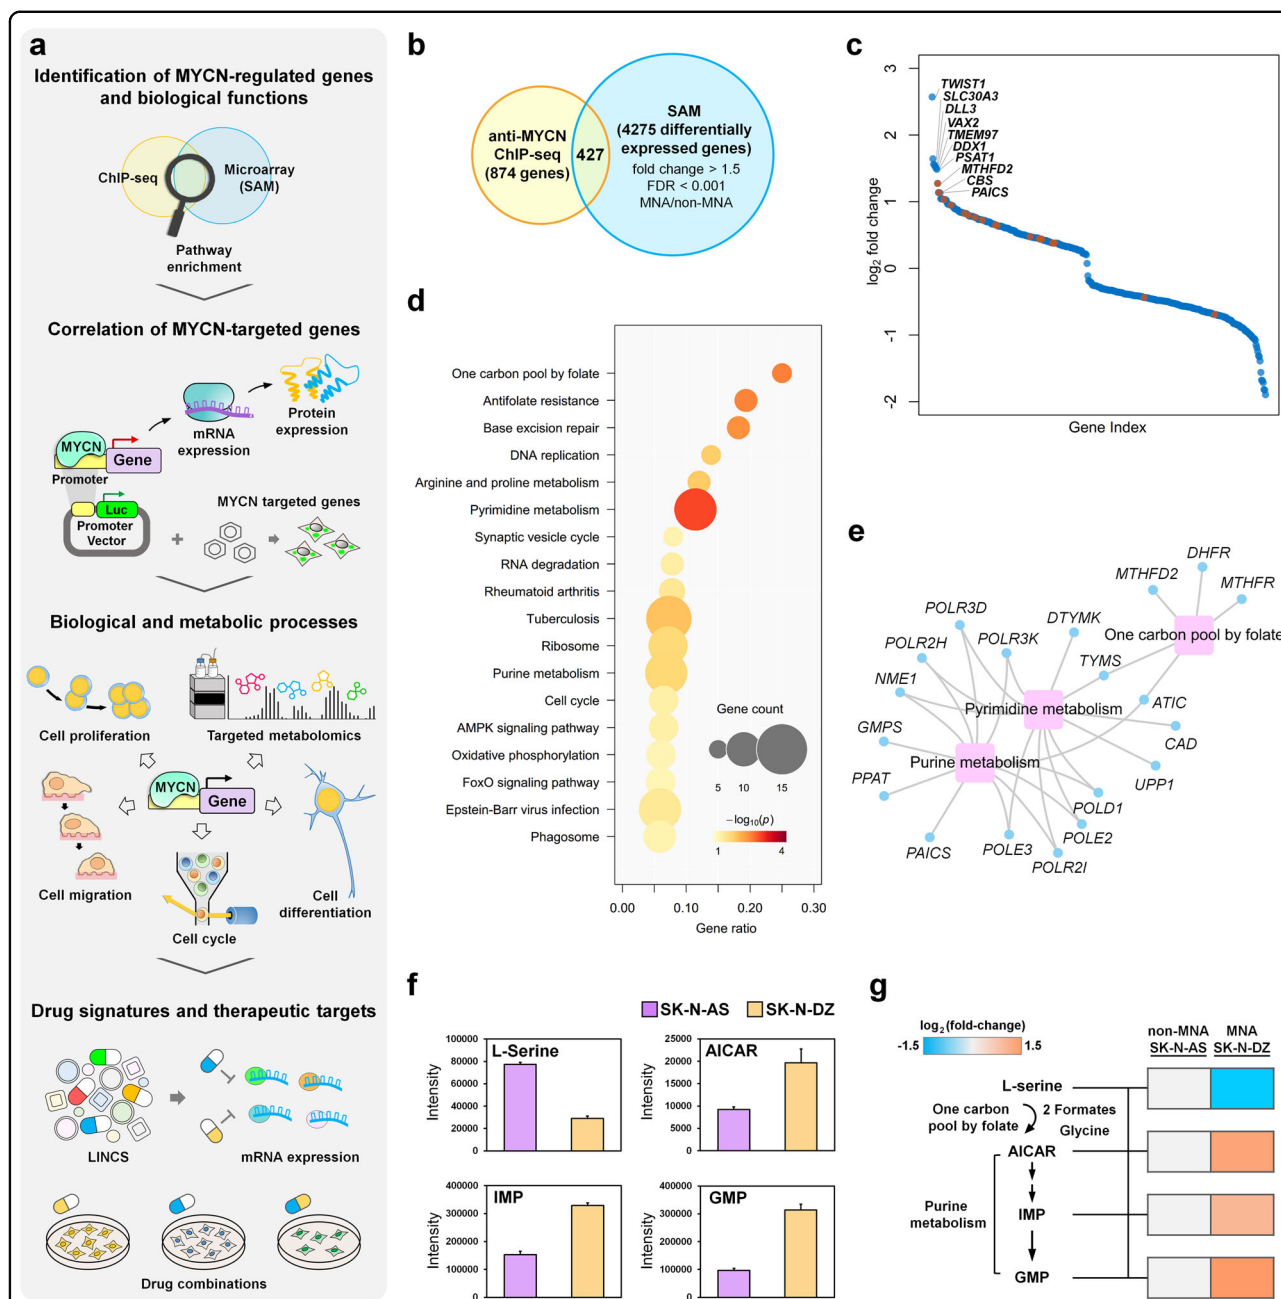 a
Identification of MYCN-regulated genes
and biological functions
ChIP-seq
Microarray
(SAM)
Pathway
enrichment
Correlation of MYCN-targeted genes
Protein
expression
mRNA
expression
MYCN
Gene
Promoter
Luc
Promoter
Vector
MYCN targeted genes
Biological and metabolic processes
Cell proliferation
Targeted metabolomics
MYCN
Gene
Cell migration
Cell
differentiation
Cell cycle
Drug signatures and therapeutic targets
LINCS
mRNA expression
Drug combinations
b
anti-MYCN
ChIP-seq
(874 genes)
427
SAM
(4275 differentially
expressed genes)
fold change > 1.5
FDR < 0.001
MNA/non-MNA
c
log2 fold change
3
2
1
0
-1
-2
TWIST1
SLC30A3
DLL3
VAX2
TMEM97
DDX1
PSAT1
MTHFD2
CBS
PAICS
Gene Index
d
One carbon pool by folate
Antifolate resistance
Base excision repair
DNA replication
Arginine and proline metabolism
Pyrimidine metabolism
Synaptic vesicle cycle
RNA degradation
Rheumatoid arthritis
Tuberculosis
Ribosome
Purine metabolism
Cell cycle
AMPK signaling pathway
Oxidative phosphorylation
FoxO signaling pathway
Epstein-Barr virus infection
Phagosome
Gene count
5 10 15
−log10(p)
1 4
0.00 0.10 0.20 0.30
Gene ratio
e
DHFR
MTHFD2
MTHFR
POLR3D
DTYMK
One carbon pool by folate
POLR2H
POLR3K
TYMS
NME1
Pyrimidine metabolism
ATIC
GMPS
CAD
Purine metabolism
UPP1
PPAT
POLD1
POLE2
PAICS
POLE3
POLR2I
f
SK-N-AS
SK-N-DZ
Intensity
100000
80000
60000
40000
20000
0
L-Serine
Intensity
25000
20000
15000
10000
5000
0
AICAR
Intensity
400000
300000
200000
100000
0
IMP
Intensity
400000
300000
200000
100000
0
GMP
g
log2 (fold-change)
-1.5 1.5
non-MNA
SK-N-AS
MNA
SK-N-DZ
L-serine
One carbon
pool by folate
2 Formates
Glycine
AICAR
Purine
metabolism
IMP
GMP